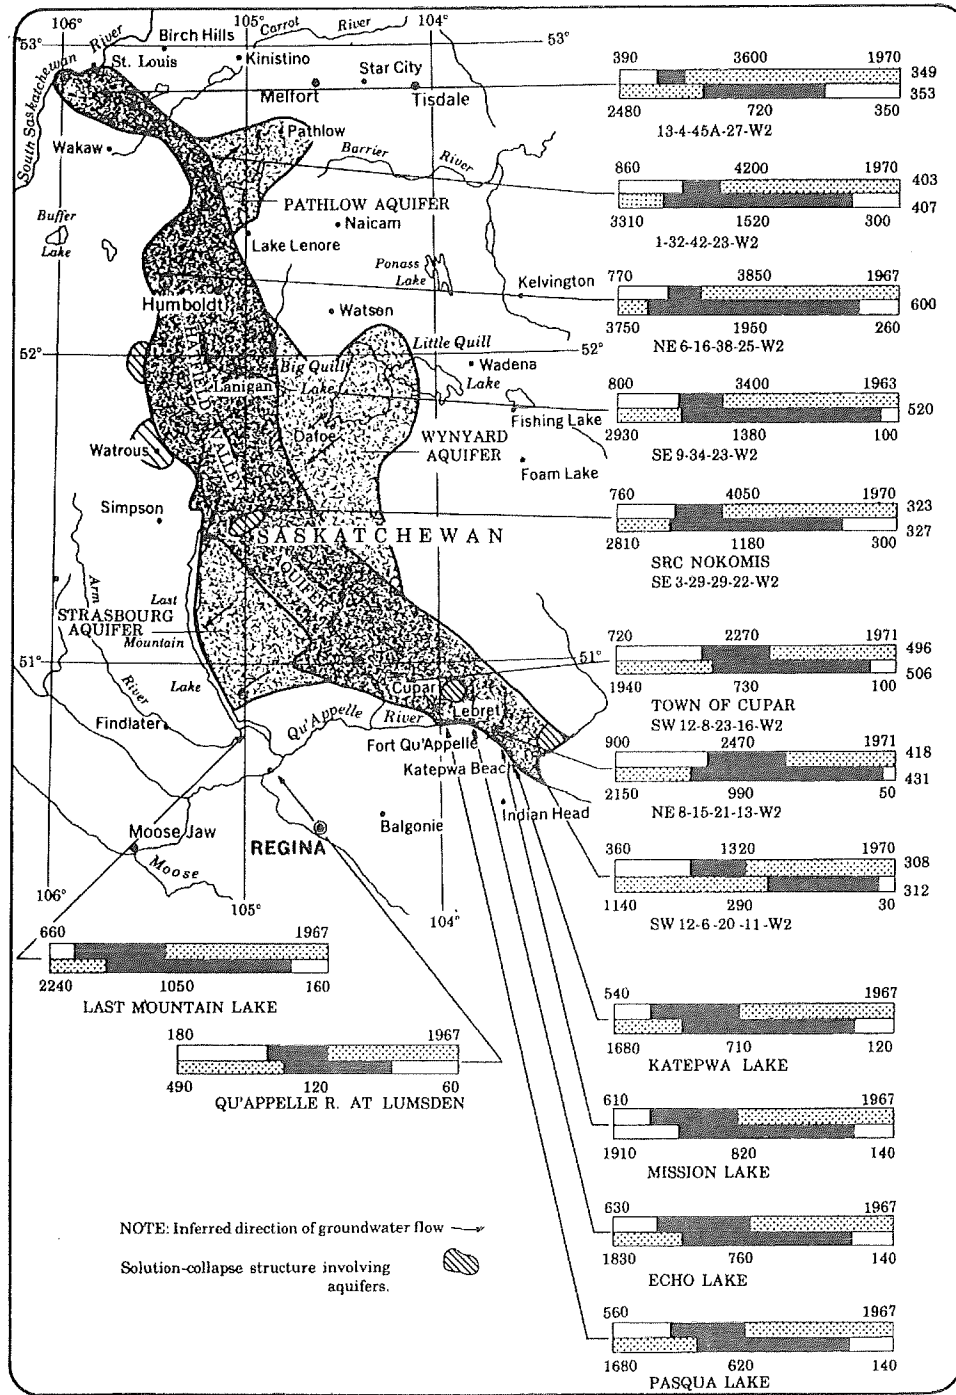 106° 105° 104°
53° 53°
South Saskatchewan River
Birch Hills
Carrot River
St. Louis
Kinistino
Star City
Melfort
Tisdale
Wakaw
Pathlow
Barrier River
PATHLOW AQUIFER
Buffer Lake
Naicam
Lake Lenore
Ponass Lake
Kelvington
Humboldt
Watson
52° 52°
Little Quill Lake
Big Quill Lake
Wadena
Lanigan
HATFIELD VALLEY AQUIFER
Dafoe
Fishing Lake
WYNYARD AQUIFER
Watrous
Foam Lake
Simpson
SASKATCHEWAN
Arm River
Last Mountain Lake
STRASBOURG AQUIFER
51° 51°
Cupar
Lebret
Findlater
Qu'Appelle River
Fort Qu'Appelle
Katepwa Beach
Indian Head
Balgonie
Moose Jaw
REGINA
Moose
106° 105° 104°
390 3600 1970
349
353
2480 720 350
13-4-45A-27-W2
860 4200 1970
403
407
3310 1520 300
1-32-42-23-W2
770 3850 1967
600
3750 1950 260
NE 6-16-38-25-W2
800 3400 1963
520
2930 1380 100
SE 9-34-23-W2
760 4050 1970
323
327
2810 1180 300
SRC NOKOMIS
SE 3-29-29-22-W2
720 2270 1971
496
506
1940 730 100
TOWN OF CUPAR
SW 12-8-23-16-W2
900 2470 1971
418
431
2150 990 50
NE 8-15-21-13-W2
360 1320 1970
308
312
1140 290 30
SW 12-6-20-11-W2
660 1967
2240 1050 160
LAST MOUNTAIN LAKE
180 1967
490 120 60
QU'APPELLE R. AT LUMSDEN
540 1967
1680 710 120
KATEPWA LAKE
610 1967
1910 820 140
MISSION LAKE
630 1967
1830 760 140
ECHO LAKE
560 1967
1680 620 140
PASQUA LAKE
NOTE: Inferred direction of groundwater flow
Solution-collapse structure involving
aquifers.